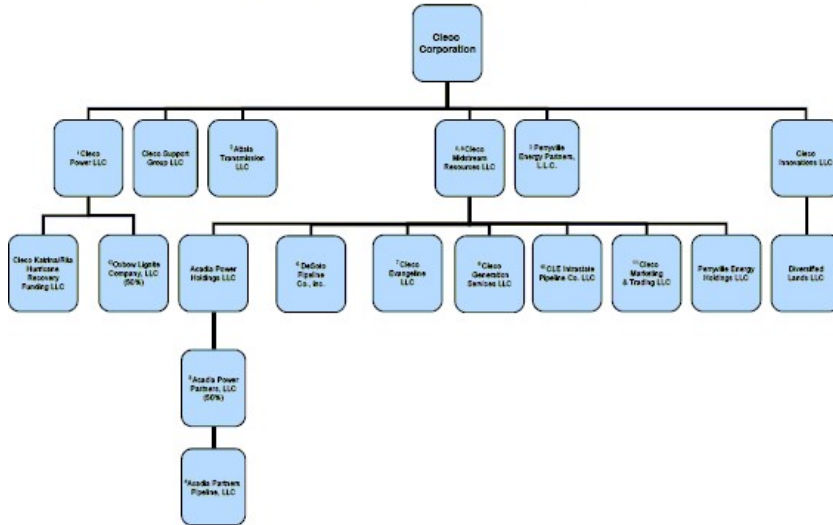 Cleco
Corporation
Cleco
Power LLC
Cleco Support
Group LLC
Attala
Transmission
LLC
Cleco
Midstream
Resources LLC
Perryville
Energy Partners,
L.L.C.
Cleco
Innovations LLC
Cleco Katrina/Rita
Hurricane
Recovery
Funding LLC
Oxbow Lignite
Company, LLC
(50%)
Acadia Power
Holdings LLC
DeSoto
Pipeline
Co., Inc.
Cleco
Evangeline
LLC
Cleco
Generation
Services LLC
CLE Intrastate
Pipeline Co. LLC
Cleco
Marketing
& Trading LLC
Perryville Energy
Holdings LLC
Diversified
Lands LLC
Acadia Power
Partners, LLC
(50%)
Acadia Partners
Pipeline, LLC